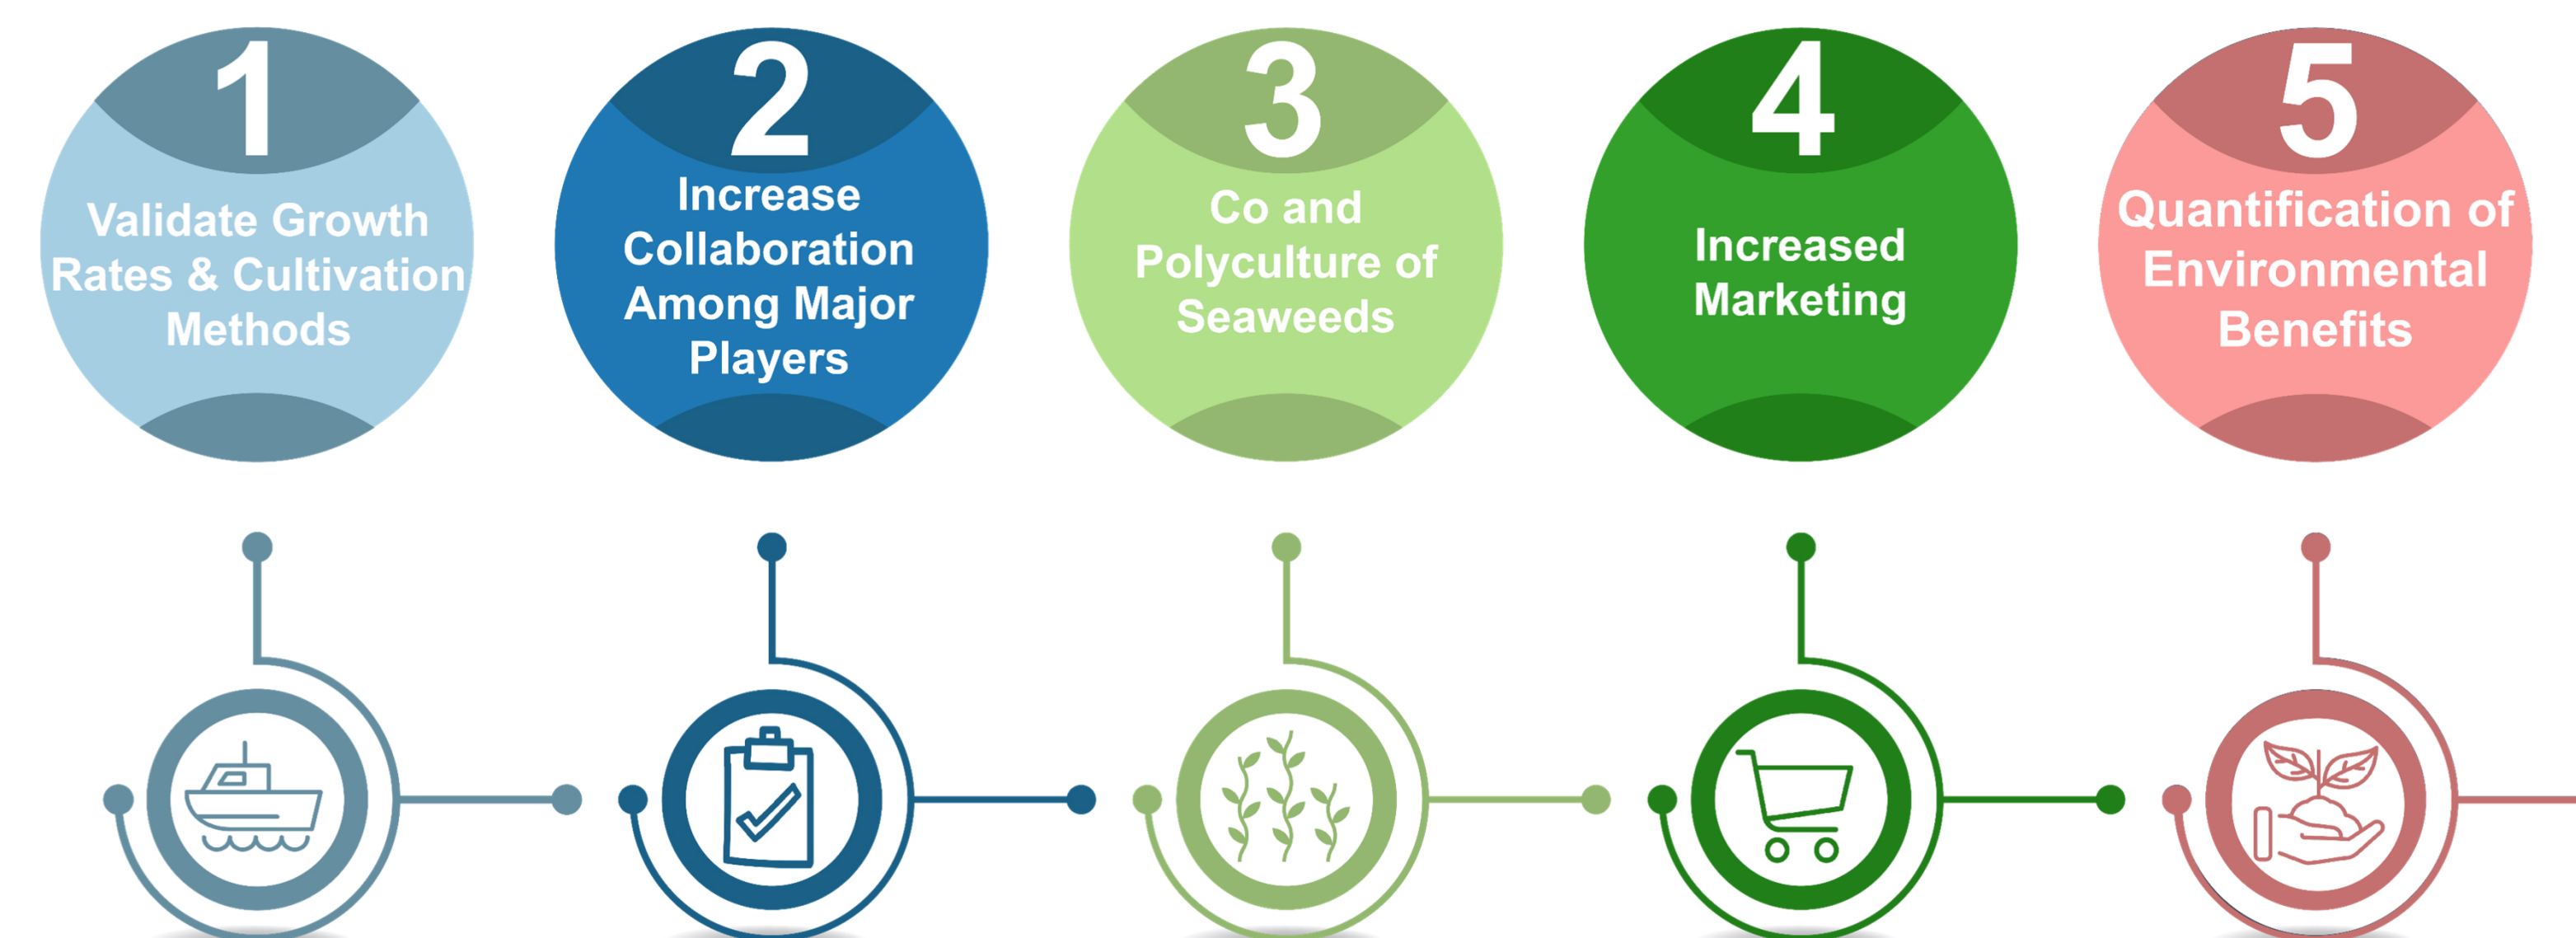 1
Validate Growth
Rates & Cultivation
Methods
2
Increase
Collaboration
Among Major
Players
3
Co and
Polyculture of
Seaweeds
4
Increased
Marketing
5
Quantification of
Environmental
Benefits